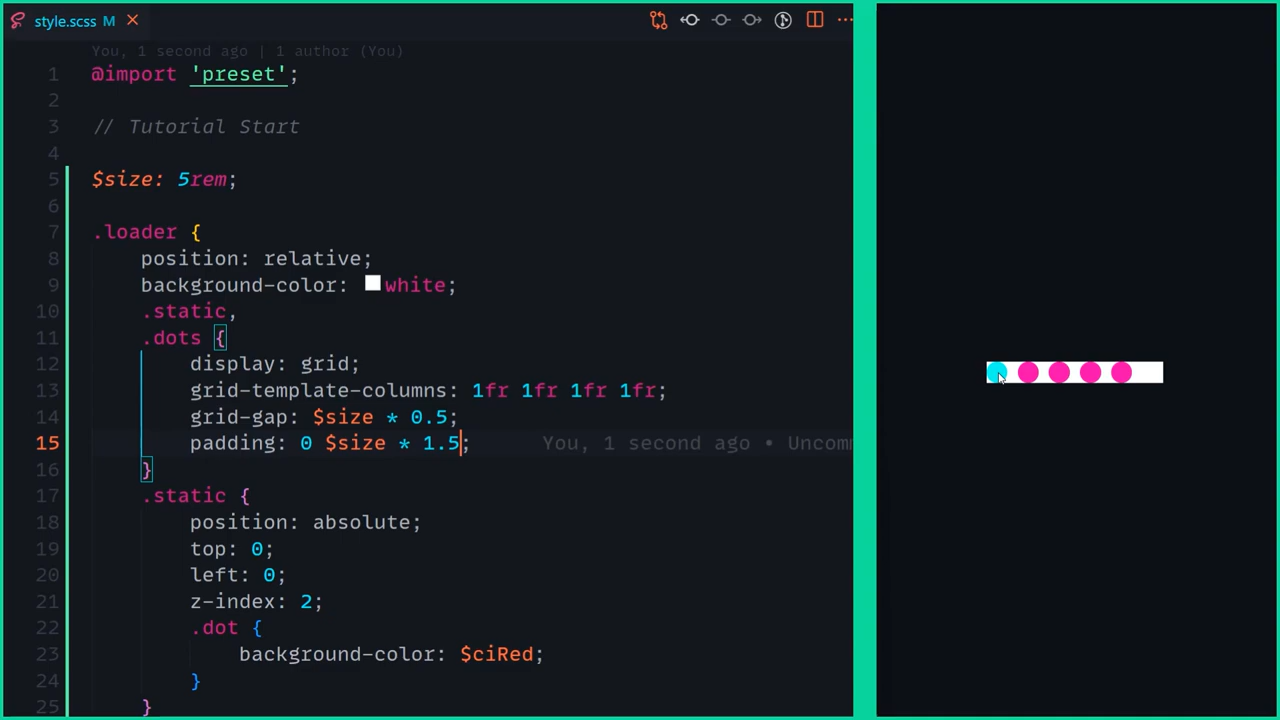 style.scss M
You, 1 second ago | 1 author (You)
1 @import 'preset';
2
3 // Tutorial Start
4
5 $size: 5rem;
6
7 .loader {
8 position: relative;
9 background-color: white;
10 .static,
11 .dots {
12 display: grid;
13 grid-template-columns: 1fr 1fr 1fr 1fr;
14 grid-gap: $size * 0.5;
15 padding: 0 $size * 1.5; You, 1 second ago • Uncomm
16 }
17 .static {
18 position: absolute;
19 top: 0;
20 left: 0;
21 z-index: 2;
22 .dot {
23 background-color: $ciRed;
24 }
25 }